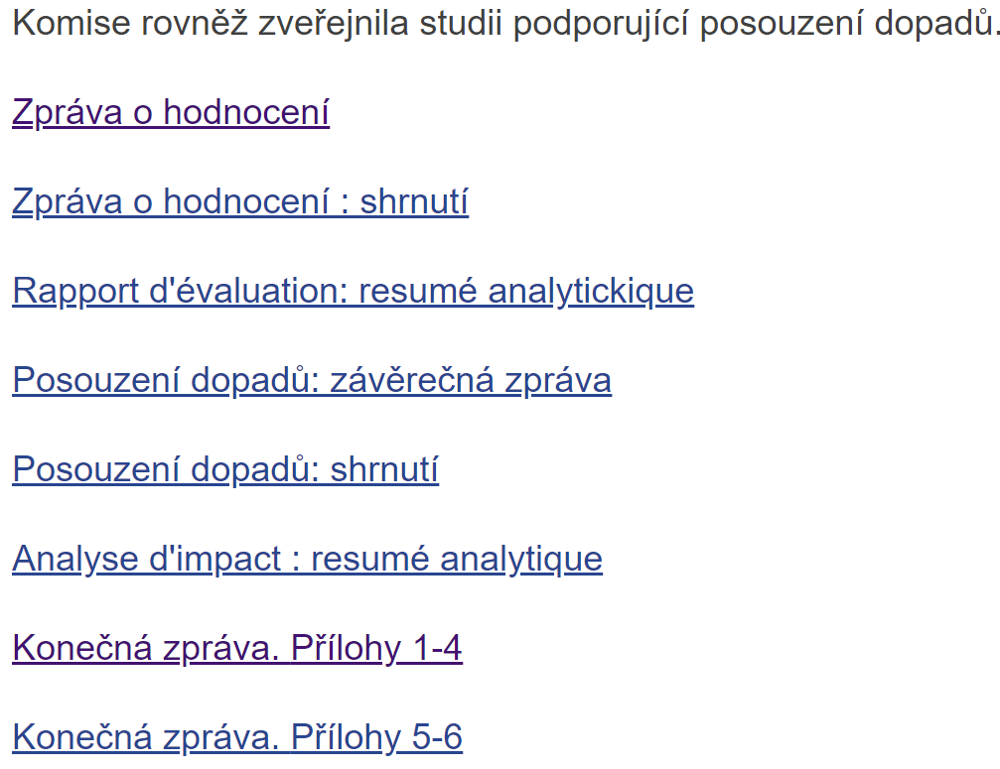 Komise rovněž zveřejnila studii podporující posouzení dopadů.
Zpráva o hodnocení
Zpráva o hodnocení : shrnutí
Rapport d'évaluation: resumé analytickique
Posouzení dopadů: závěrečná zpráva
Posouzení dopadů: shrnutí
Analyse d'impact : resumé analytique
Konečná zpráva. Přílohy 1-4
Konečná zpráva. Přílohy 5-6